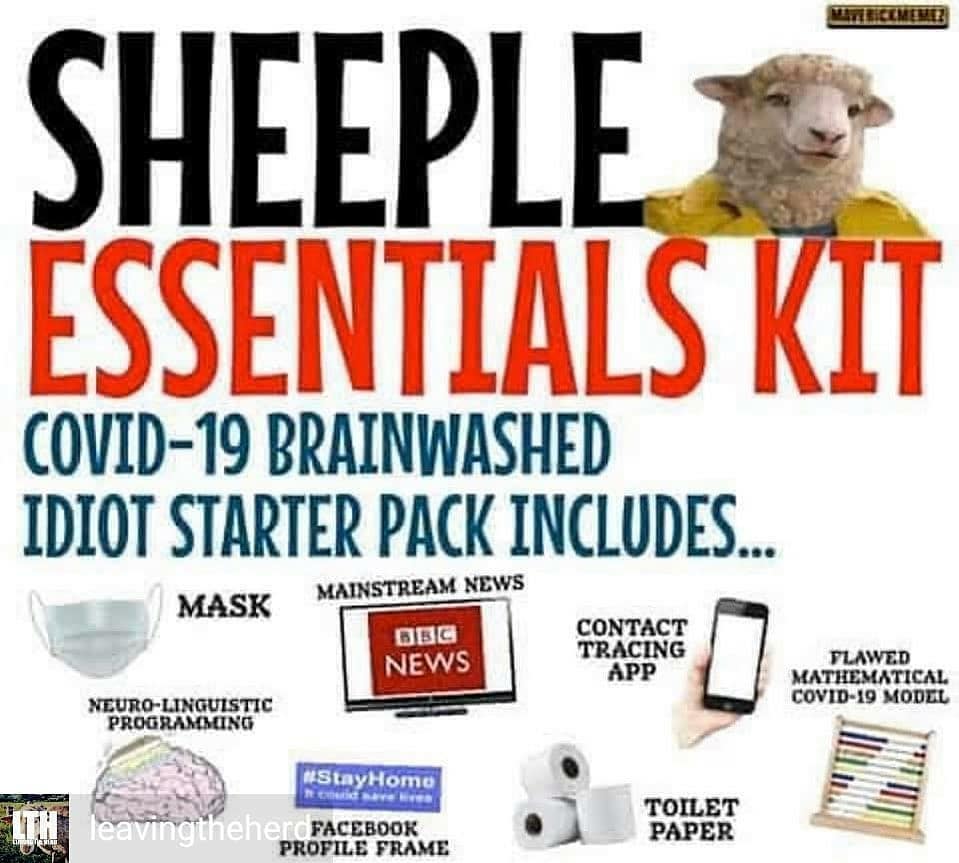 MAVERICKMEMEZ
SHEEPLE
ESSENTIALS KIT
COVID-19 BRAINWASHED
IDIOT STARTER PACK INCLUDES...
MASK
MAINSTREAM NEWS
BBC
NEWS
CONTACT
TRACING
APP
FLAWED
MATHEMATICAL
COVID-19 MODEL
NEURO-LINGUISTIC
PROGRAMMING
#StayHome
It could save lives
FACEBOOK
PROFILE FRAME
TOILET
PAPER
LTH
leavingtheherd